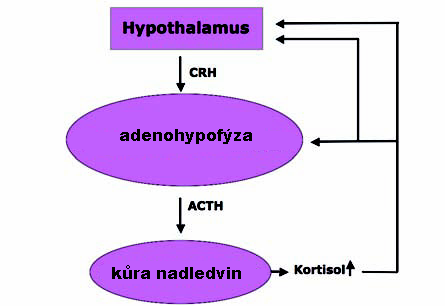 Hypothalamus
CRH
adenohypofýza
ACTH
kůra nadledvin
Kortisol